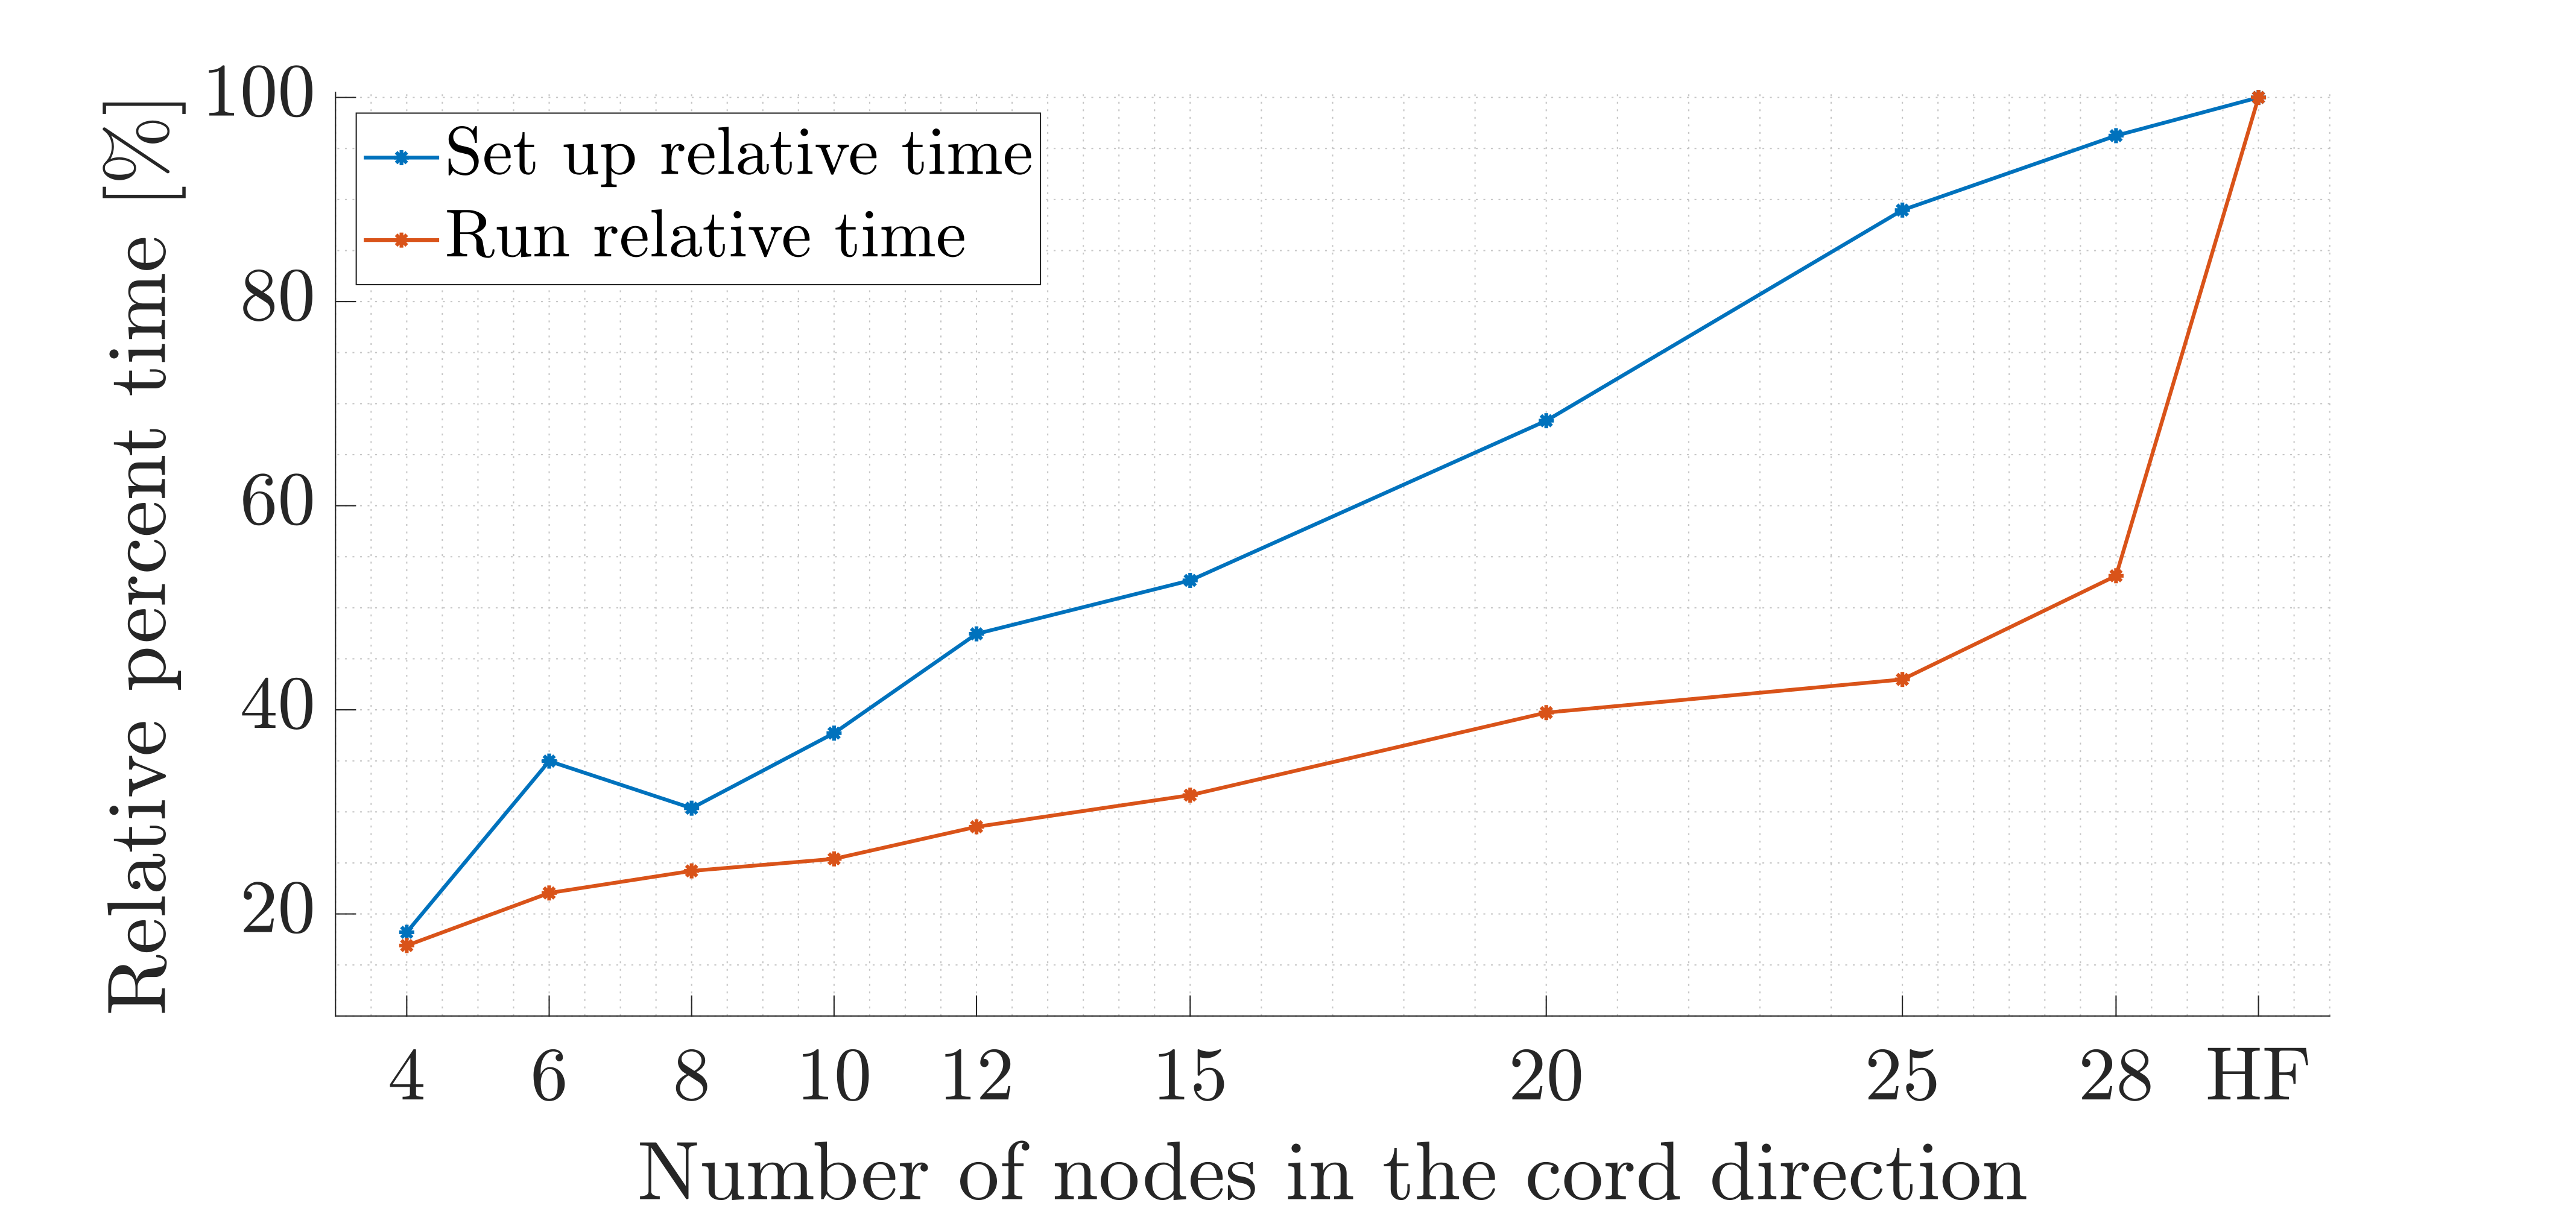 Relative percent time [%]
100
80
60
40
20
Set up relative time
Run relative time
4 6 8 10 12 15 20 25 28 HF
Number of nodes in the cord direction